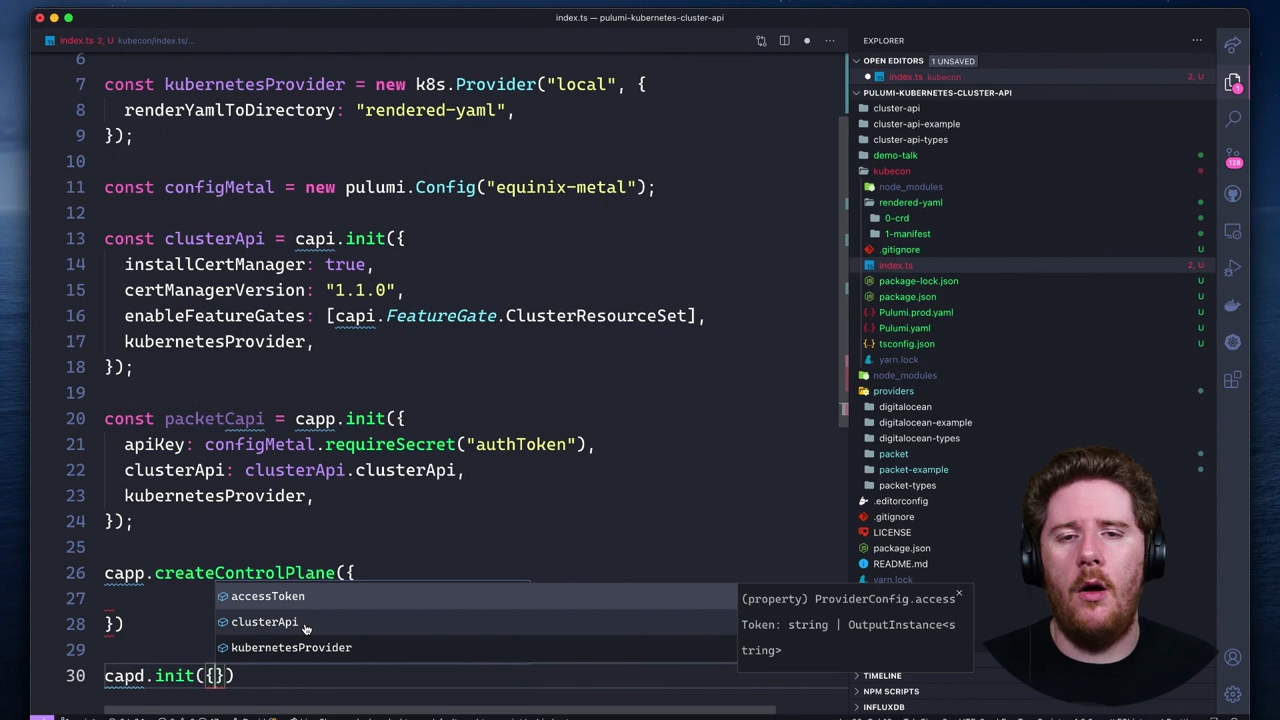 index.ts — pulumi-kubernetes-cluster-api
index.ts 2, U kubecon/index.ts/...
6
7 const kubernetesProvider = new k8s.Provider("local", {
8 renderYamlToDirectory: "rendered-yaml",
9 });
10
11 const configMetal = new pulumi.Config("equinix-metal");
12
13 const clusterApi = capi.init({
14 installCertManager: true,
15 certManagerVersion: "1.1.0",
16 enableFeatureGates: [capi.FeatureGate.ClusterResourceSet],
17 kubernetesProvider,
18 });
19
20 const packetCapi = capp.init({
21 apiKey: configMetal.requireSecret("authToken"),
22 clusterApi: clusterApi.clusterApi,
23 kubernetesProvider,
24 });
25
26 capp.createControlPlane({
27
28 })
29
30 capd.init({})
accessToken
clusterApi
kubernetesProvider
(property) ProviderConfig.access
Token: string | OutputInstance<s
tring>
EXPLORER
OPEN EDITORS 1 UNSAVED
index.ts kubecon 2, U
PULUMI-KUBERNETES-CLUSTER-API
cluster-api
cluster-api-example
cluster-api-types
demo-talk
kubecon
node_modules
rendered-yaml
0-crd
1-manifest
.gitignore U
index.ts 2, U
package-lock.json U
package.json U
Pulumi.prod.yaml U
Pulumi.yaml U
tsconfig.json U
yarn.lock
node_modules
providers
digitalocean
digitalocean-example
digitalocean-types
packet
packet-example
packet-types
.editorconfig
.gitignore
LICENSE
package.json
README.md
yarn.lock
TIMELINE
NPM SCRIPTS
INFLUXDB
1
128